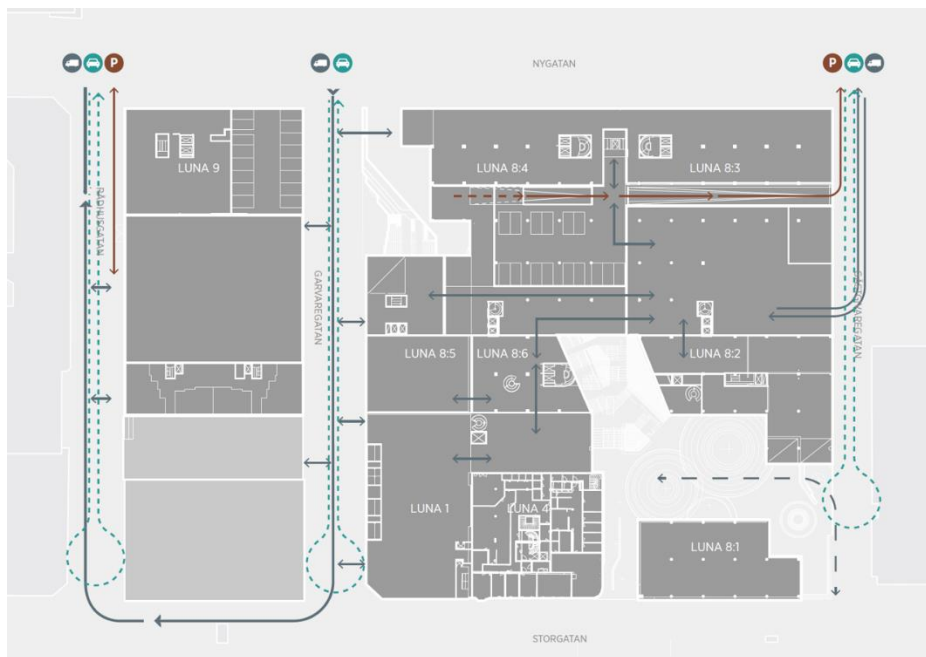 P
P
NYGATAN
LUNA 9
LUNA 8:4
LUNA 8:3
RÅDHUSGATAN
GARVAREGATAN
LUNA 8:5
LUNA 8:6
LUNA 8:2
LUNA 1
LUNA 4
LUNA 8:1
STORGATAN